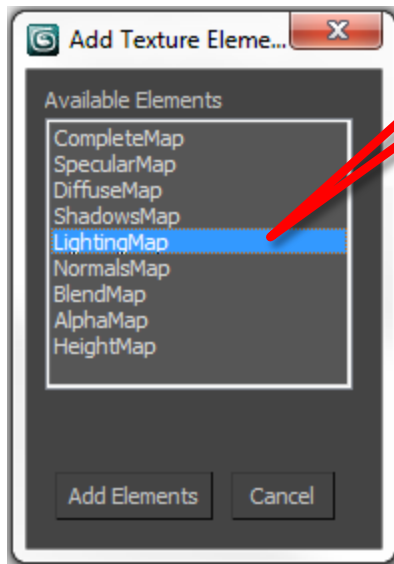 Add Texture Eleme...
Available Elements
CompleteMap
SpecularMap
DiffuseMap
ShadowsMap
LightingMap
NormalsMap
BlendMap
AlphaMap
HeightMap
Add Elements Cancel